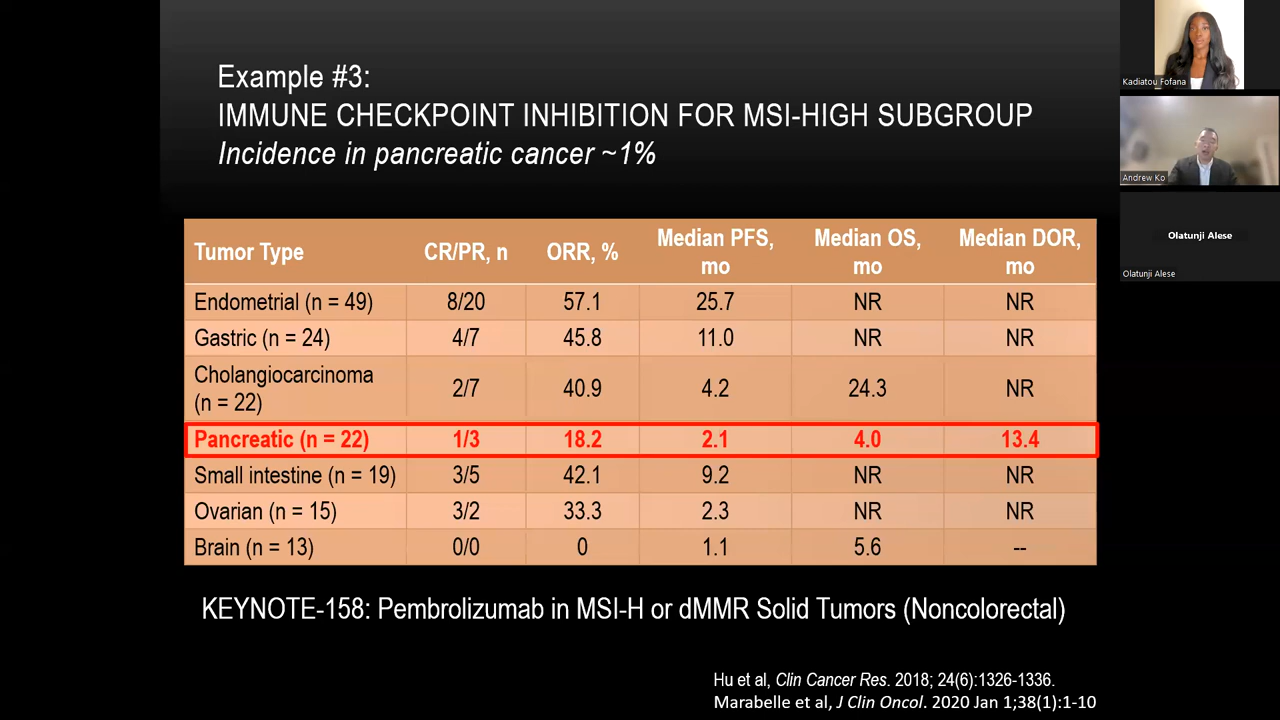 Example #3:
IMMUNE CHECKPOINT INHIBITION FOR MSI-HIGH SUBGROUP
Incidence in pancreatic cancer ~1%
Tumor Type CR/PR, n ORR, % Median PFS, mo Median OS, mo Median DOR, mo
Endometrial (n = 49) 8/20 57.1 25.7 NR NR
Gastric (n = 24) 4/7 45.8 11.0 NR NR
Cholangiocarcinoma (n = 22) 2/7 40.9 4.2 24.3 NR
Pancreatic (n = 22) 1/3 18.2 2.1 4.0 13.4
Small intestine (n = 19) 3/5 42.1 9.2 NR NR
Ovarian (n = 15) 3/2 33.3 2.3 NR NR
Brain (n = 13) 0/0 0 1.1 5.6 --
KEYNOTE-158: Pembrolizumab in MSI-H or dMMR Solid Tumors (Noncolorectal)
Hu et al, Clin Cancer Res. 2018; 24(6):1326-1336.
Marabelle et al, J Clin Oncol. 2020 Jan 1;38(1):1-10
Kadiatou Fofana
Andrew Ko
Olatunji Alese
Olatunji Alese